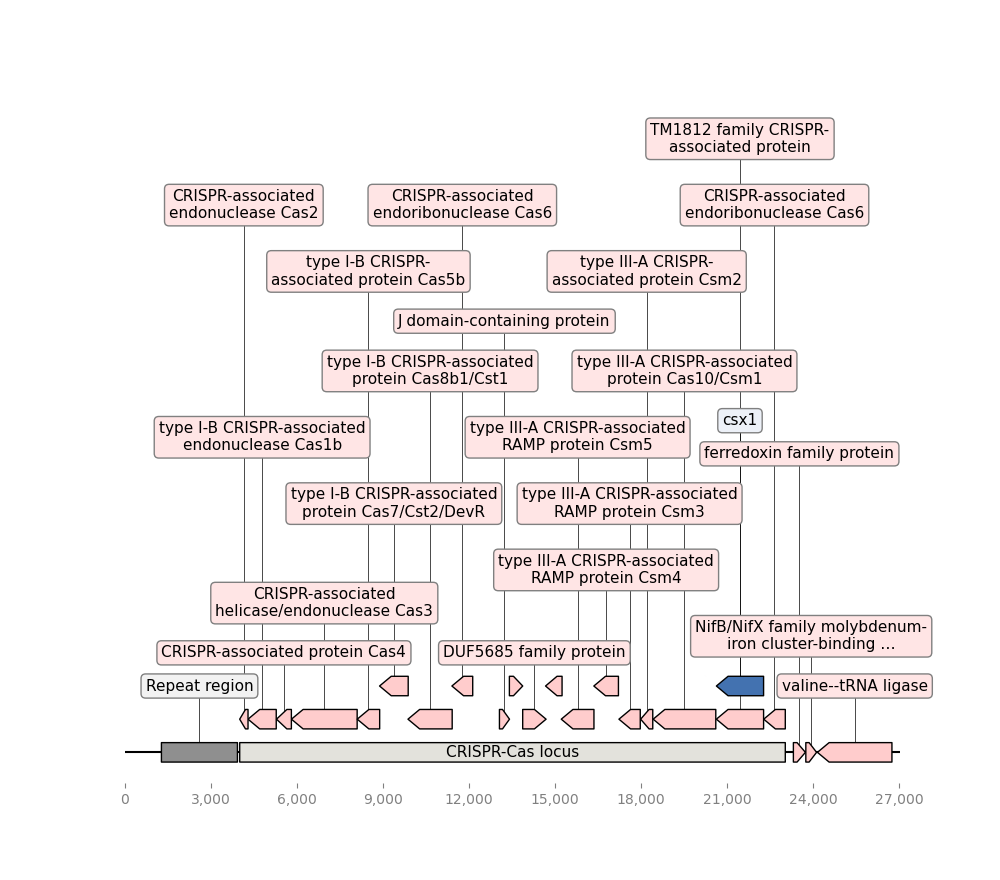 TM1812 family CRISPR-
associated protein
CRISPR-associated
endonuclease Cas2
CRISPR-associated
endoribonuclease Cas6
CRISPR-associated
endoribonuclease Cas6
type I-B CRISPR-
associated protein Cas5b
type III-A CRISPR-
associated protein Csm2
J domain-containing protein
type I-B CRISPR-associated
protein Cas8b1/Cst1
type III-A CRISPR-associated
protein Cas10/Csm1
csx1
type I-B CRISPR-associated
endonuclease Cas1b
type III-A CRISPR-associated
RAMP protein Csm5
ferredoxin family protein
type I-B CRISPR-associated
protein Cas7/Cst2/DevR
type III-A CRISPR-associated
RAMP protein Csm3
type III-A CRISPR-associated
RAMP protein Csm4
CRISPR-associated
helicase/endonuclease Cas3
NifB/NifX family molybdenum-
iron cluster-binding ...
CRISPR-associated protein Cas4
DUF5685 family protein
Repeat region
valine--tRNA ligase
CRISPR-Cas locus
0 3,000 6,000 9,000 12,000 15,000 18,000 21,000 24,000 27,000